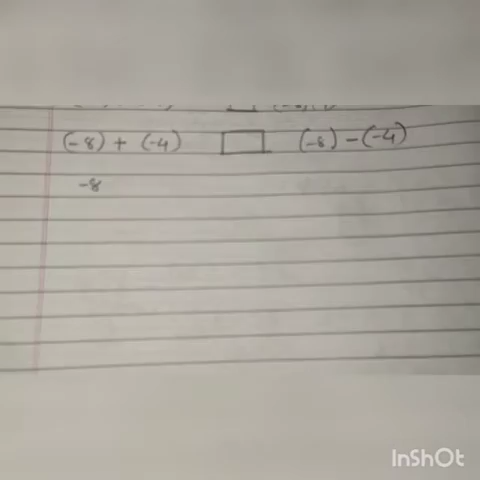 (-8) + (-4) □ (-8) - (-4)
-8
InShOt